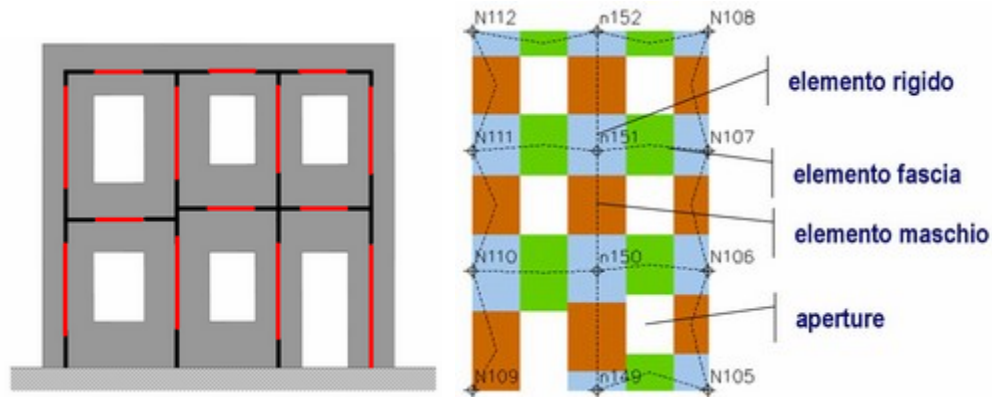 N112 n152 N108
elemento rigido
N111 n151 N107
elemento fascia
elemento maschio
N110 n150 N106
aperture
N109 n149 N105